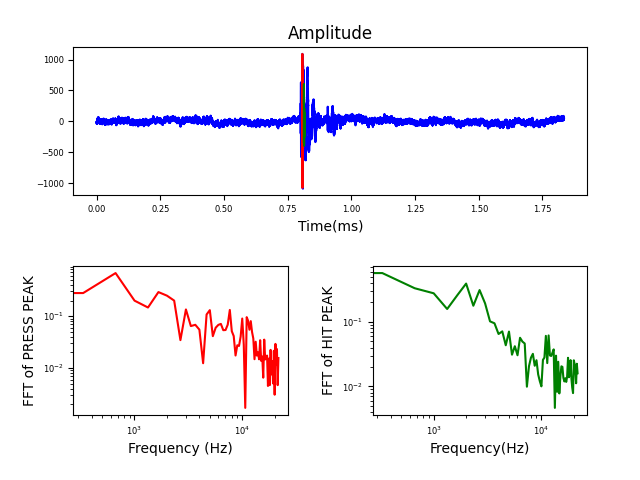 Amplitude
1000
500
0
−500
−1000
0.00 0.25 0.50 0.75 1.00 1.25 1.50 1.75
Time(ms)
FFT of PRESS PEAK
10⁻¹
10⁻²
10³ 10⁴
Frequency (Hz)
FFT of HIT PEAK
10⁻¹
10⁻²
10³ 10⁴
Frequency(Hz)